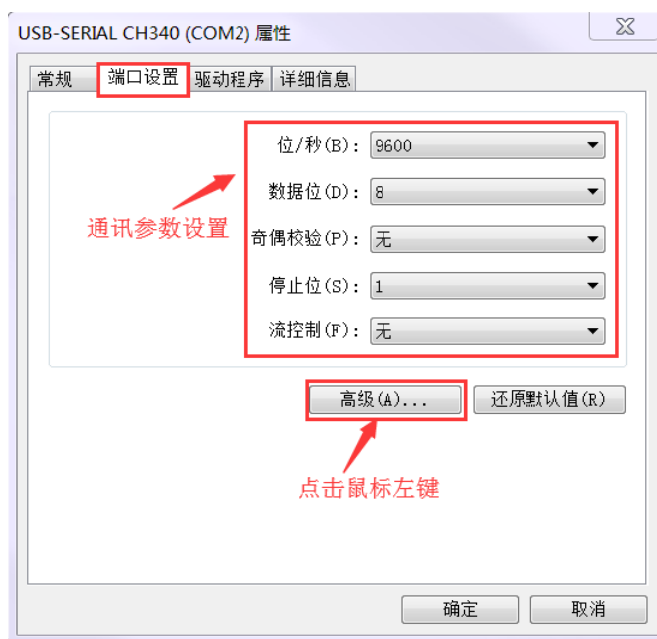 USB-SERIAL CH340 (COM2) 属性
常规 端口设置 驱动程序 详细信息
位/秒(B): 9600
数据位(D): 8
通讯参数设置
奇偶校验(P): 无
停止位(S): 1
流控制(F): 无
高级(A)... 还原默认值(R)
点击鼠标左键
确定 取消